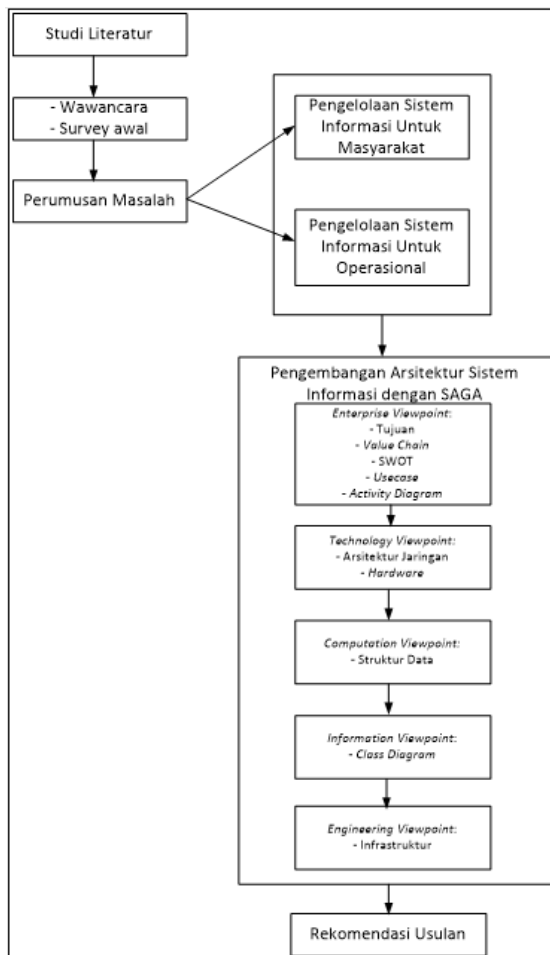 Studi Literatur
- Wawancara
- Survey awal
Perumusan Masalah
Pengelolaan Sistem
Informasi Untuk
Masyarakat
Pengelolaan Sistem
Informasi Untuk
Operasional
Pengembangan Arsitektur Sistem
Informasi dengan SAGA
Enterprise Viewpoint:
- Tujuan
- Value Chain
- SWOT
- Usecase
- Activity Diagram
Technology Viewpoint:
- Arsitektur Jaringan
- Hardware
Computation Viewpoint:
- Struktur Data
Information Viewpoint:
- Class Diagram
Engineering Viewpoint:
- Infrastruktur
Rekomendasi Usulan